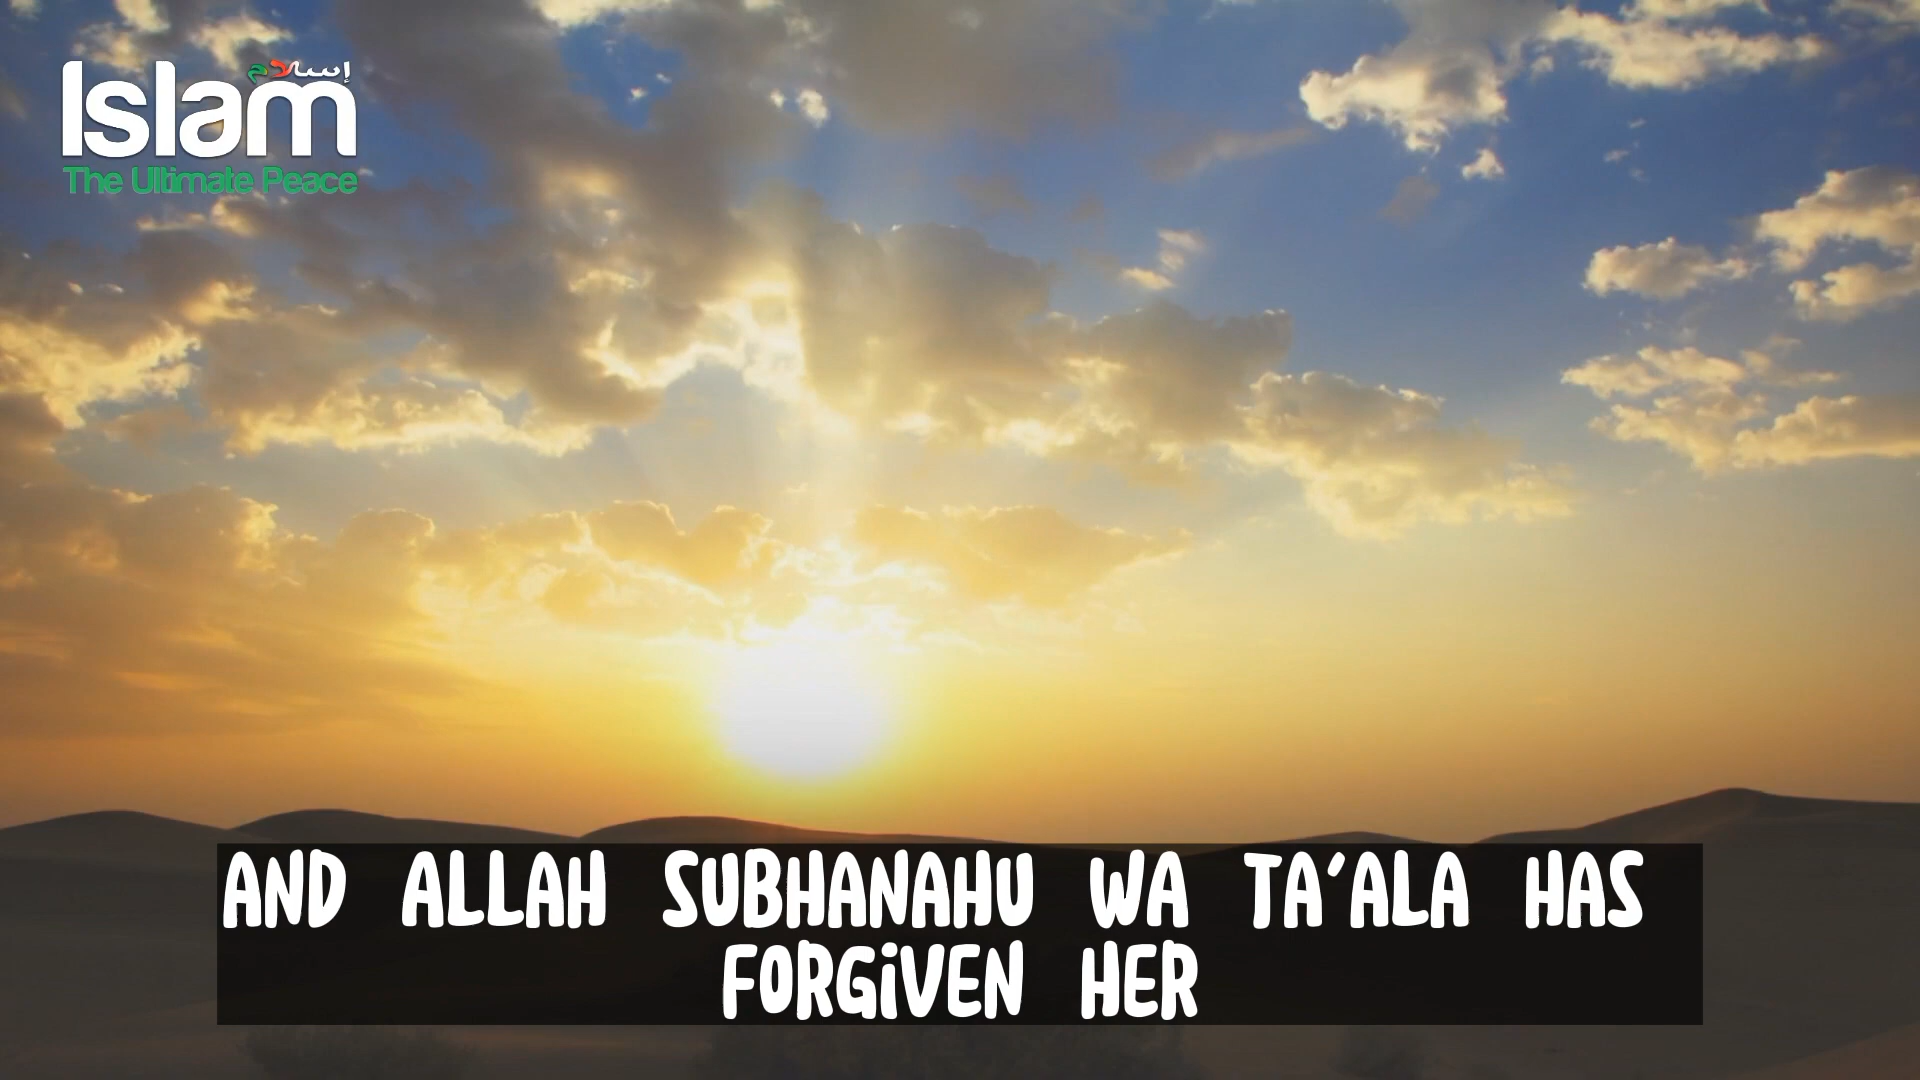 إسلام
Islam
The Ultimate Peace
AND ALLAH SUBHANAHU WA TA'ALA HAS
FORGIVEN HER